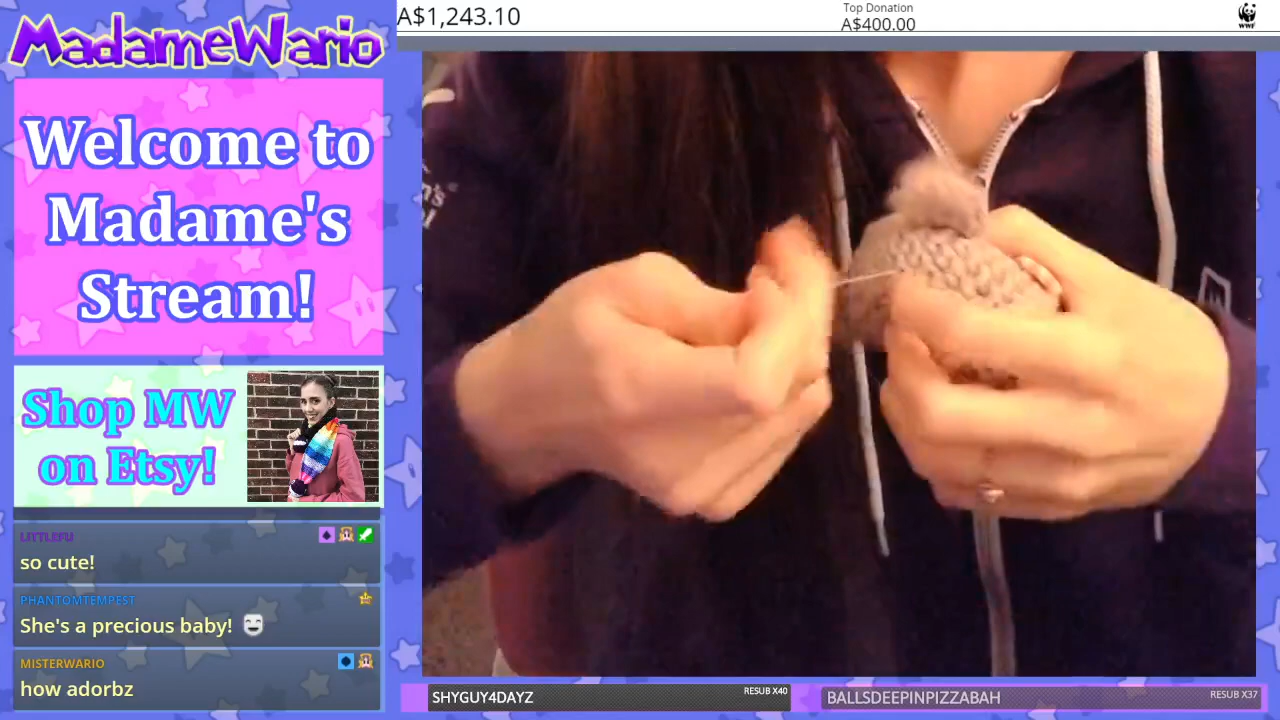 MadameWario
A$1,243.10
Top Donation
A$400.00
WWF
Welcome to
Madame's
Stream!
Shop MW
on Etsy!
LITTLEFU
so cute!
PHANTOMTEMPEST
She's a precious baby!
MISTERWARIO
how adorbz
SHYGUY4DAYZ
RESUB X40
BALLSDEEPINPIZZABAH
RESUB X37